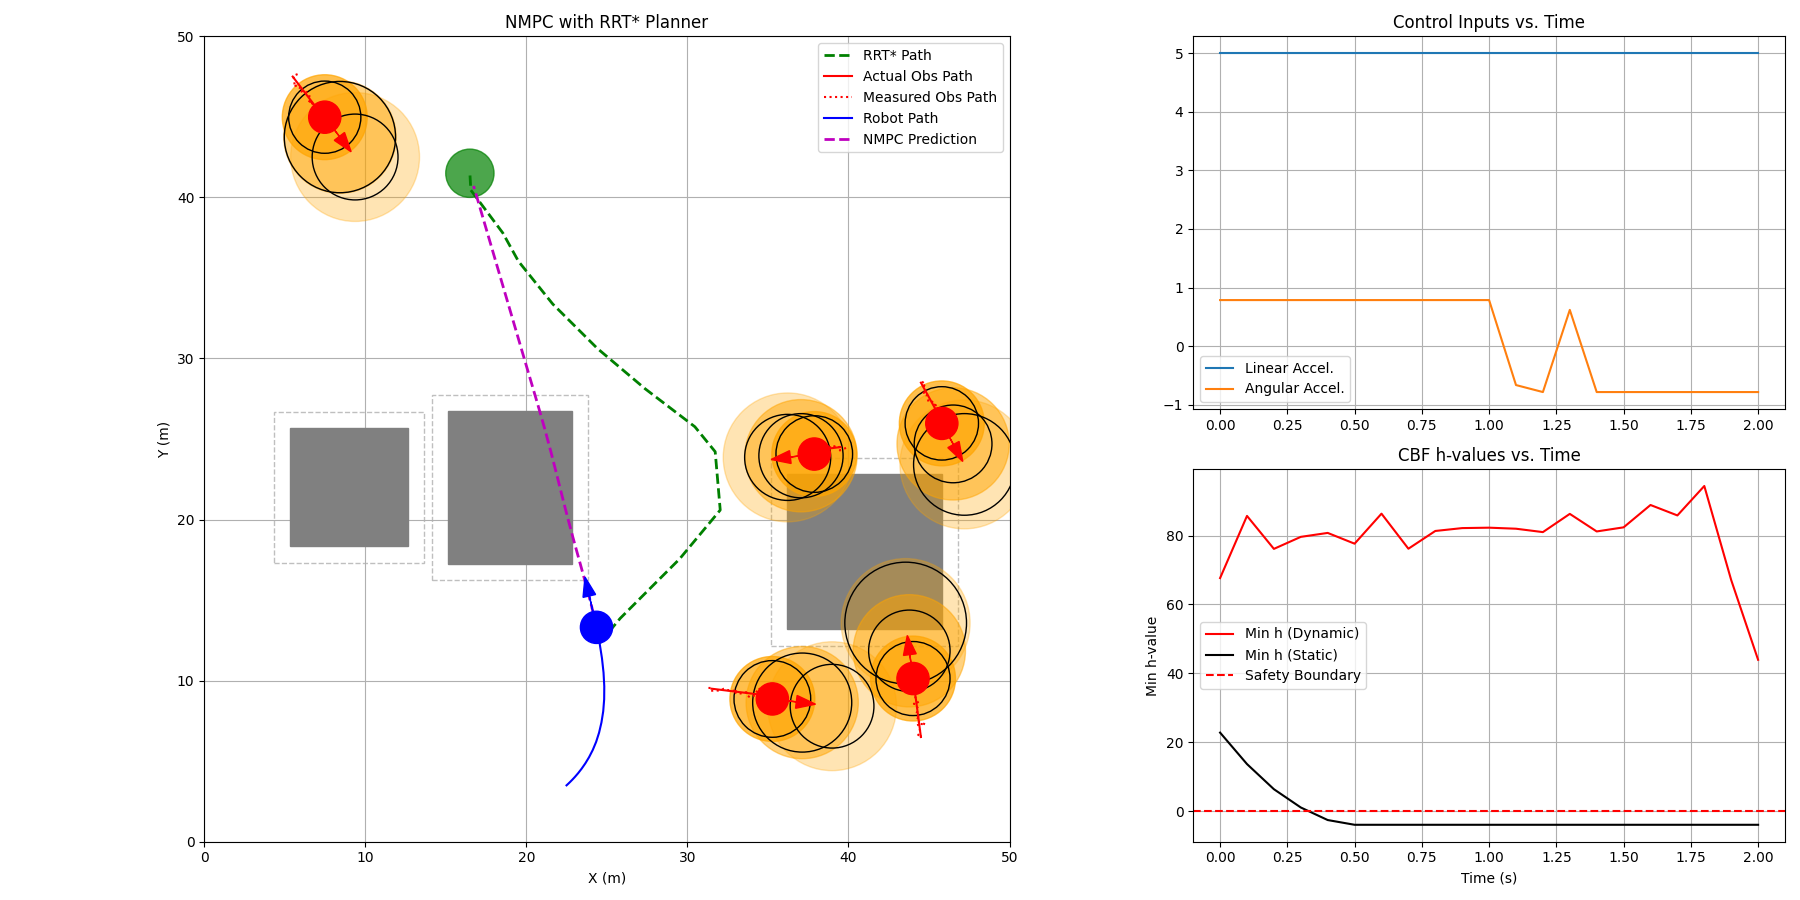 NMPC with RRT* Planner
50
40
30
20
10
0
0 10 20 30 40 50
X (m)
Y (m)
RRT* Path
Actual Obs Path
Measured Obs Path
Robot Path
NMPC Prediction
Control Inputs vs. Time
5
4
3
2
1
0
−1
0.00 0.25 0.50 0.75 1.00 1.25 1.50 1.75 2.00
Linear Accel.
Angular Accel.
CBF h-values vs. Time
80
60
40
20
0
Min h-value
Min h (Dynamic)
Min h (Static)
Safety Boundary
0.00 0.25 0.50 0.75 1.00 1.25 1.50 1.75 2.00
Time (s)